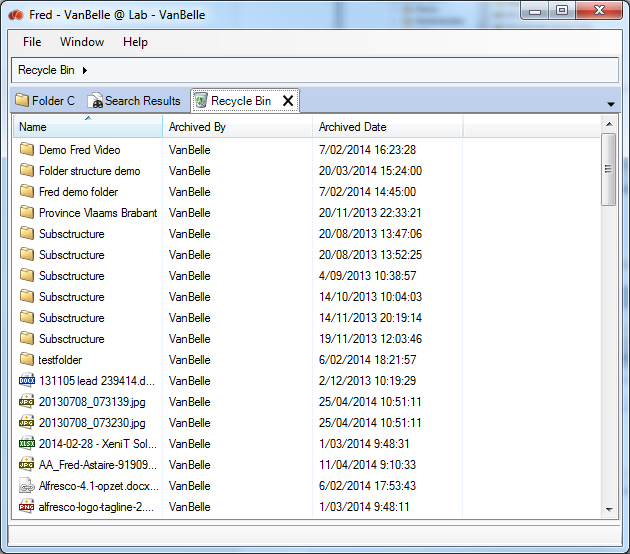 Fred - VanBelle @ Lab - VanBelle
File Window Help
Recycle Bin
Folder C Search Results Recycle Bin
Name Archived By Archived Date
Demo Fred Video VanBelle 7/02/2014 16:23:28
Folder structure demo VanBelle 20/03/2014 15:24:00
Fred demo folder VanBelle 7/02/2014 14:45:00
Province Vlaams Brabant VanBelle 20/11/2013 22:33:21
Subsctructure VanBelle 20/08/2013 13:47:06
Subsctructure VanBelle 20/08/2013 13:52:25
Subsctructure VanBelle 4/09/2013 10:38:57
Subsctructure VanBelle 14/10/2013 10:04:03
Subsctructure VanBelle 14/11/2013 20:19:14
Subsctructure VanBelle 19/11/2013 12:03:46
testfolder VanBelle 6/02/2014 18:21:57
DOCX 131105 lead 239414.d... VanBelle 2/12/2013 10:19:29
JPG 20130708_073139.jpg VanBelle 25/04/2014 10:51:11
JPG 20130708_073230.jpg VanBelle 25/04/2014 10:51:11
XLSX 2014-02-28 - XeniT Sol... VanBelle 1/03/2014 9:48:31
JPG AA_Fred-Astaire-91909... VanBelle 11/04/2014 9:10:33
Alfresco-4.1-opzet.docx... VanBelle 6/02/2014 17:53:43
PNG alfresco-logo-tagline-2.... VanBelle 1/03/2014 9:48:11